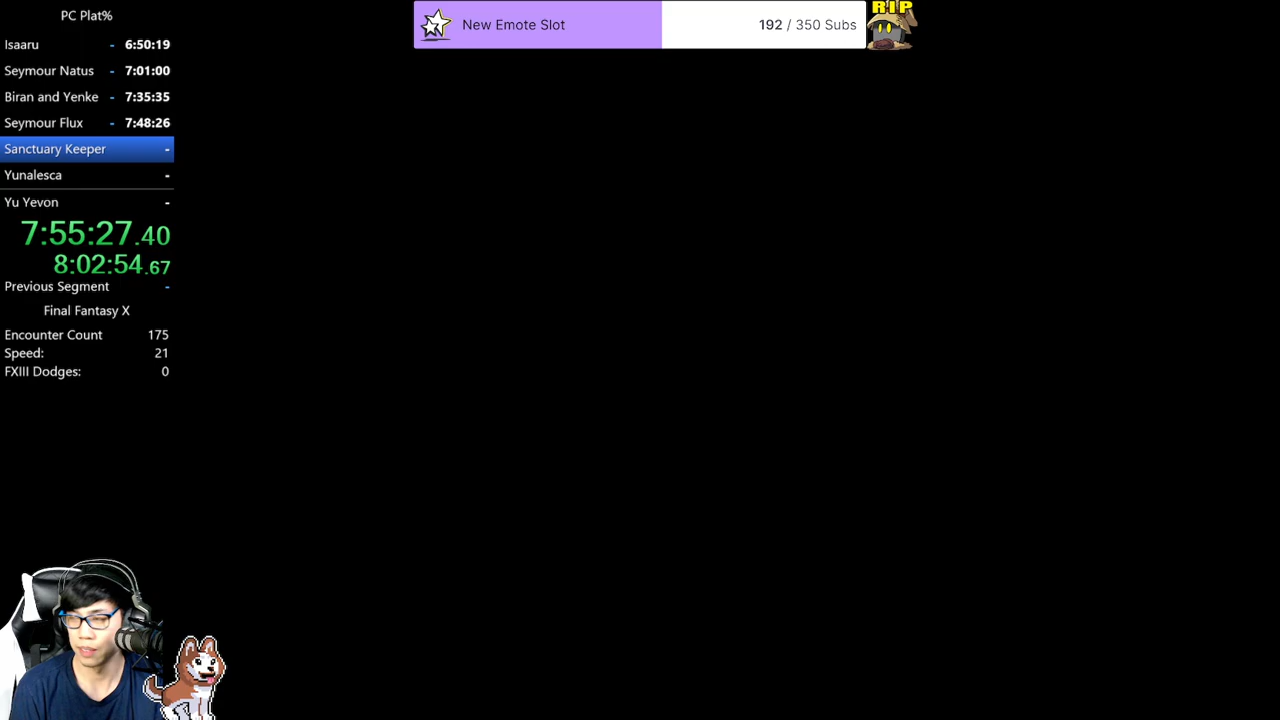 PC Plat%
Isaaru - 6:50:19
Seymour Natus - 7:01:00
Biran and Yenke - 7:35:35
Seymour Flux - 7:48:26
Sanctuary Keeper -
Yunalesca -
Yu Yevon -
7:55:27.40
8:02:54.67
Previous Segment -
Final Fantasy X
Encounter Count 175
Speed: 21
FXIII Dodges: 0
New Emote Slot 192 / 350 Subs
RIP